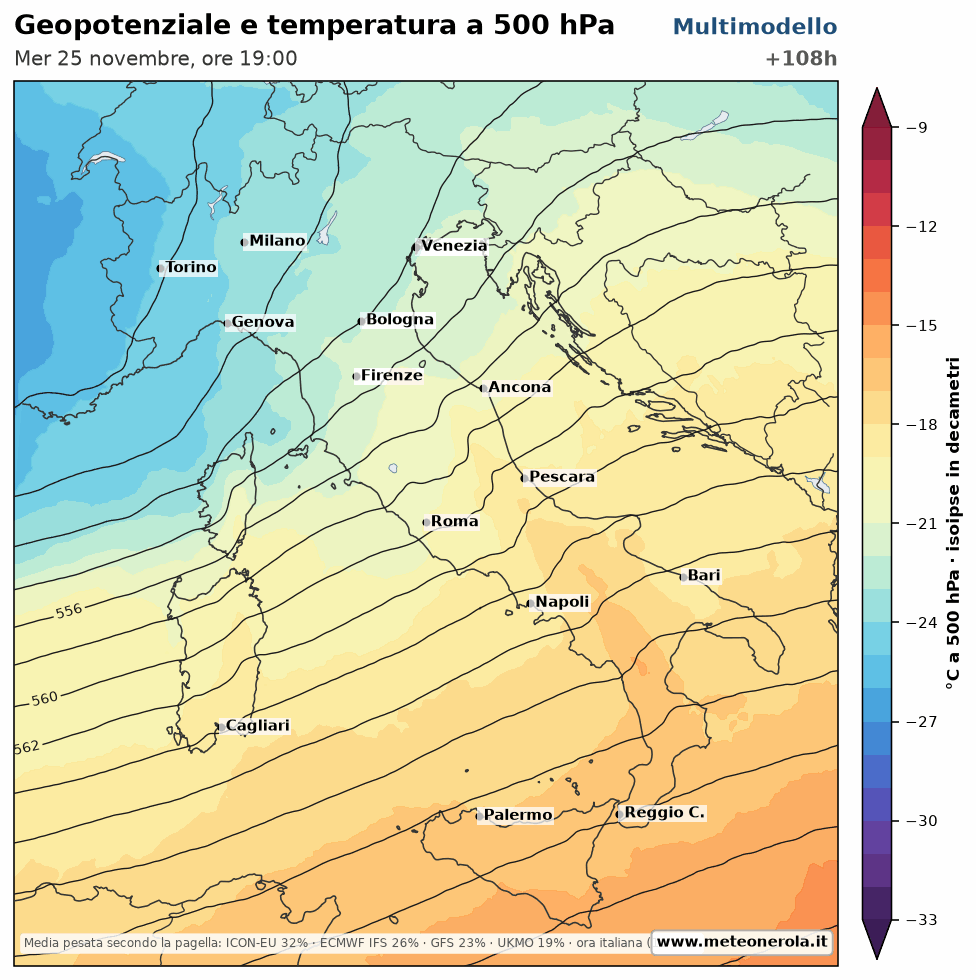 Geopotenziale e temperatura a 500 hPa
Multimodello
Mer 25 novembre, ore 19:00
+108h
Milano
Venezia
Torino
Genova
Bologna
Firenze
Ancona
Pescara
Roma
Bari
Napoli
556
560
562
Cagliari
Palermo
Reggio C.
−9
−12
−15
−18
−21
−24
−27
−30
−33
°C a 500 hPa · isoipse in decametri
Media pesata secondo la pagella: ICON-EU 32% · ECMWF IFS 26% · GFS 23% · UKMO 19% · ora italiana (
www.meteonerola.it